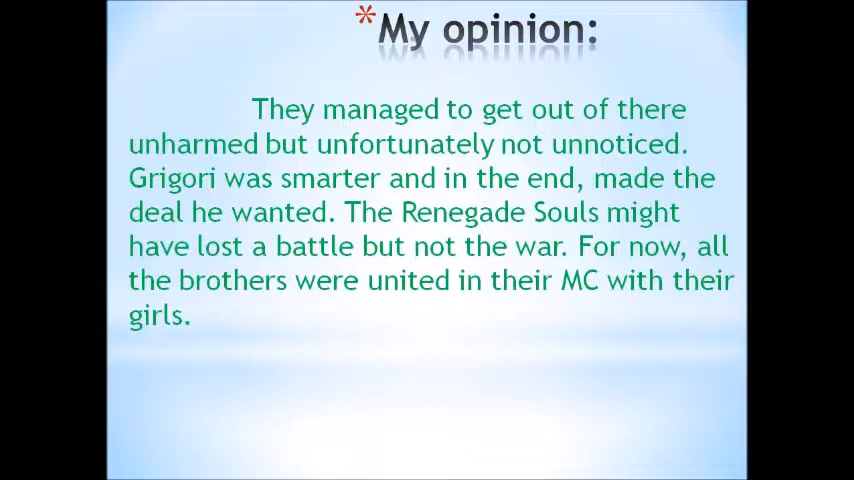 *My opinion:
They managed to get out of there
unharmed but unfortunately not unnoticed.
Grigori was smarter and in the end, made the
deal he wanted. The Renegade Souls might
have lost a battle but not the war. For now, all
the brothers were united in their MC with their
girls.